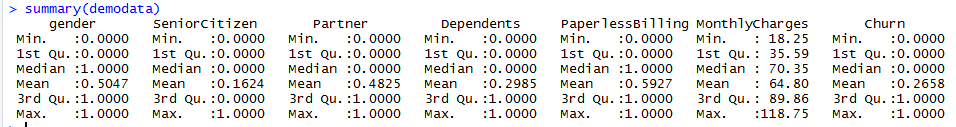 > summary(demodata)
gender SeniorCitizen Partner Dependents PaperlessBilling MonthlyCharges Churn
Min. :0.0000 Min. :0.0000 Min. :0.0000 Min. :0.0000 Min. :0.0000 Min. : 18.25 Min. :0.0000
1st Qu.:0.0000 1st Qu.:0.0000 1st Qu.:0.0000 1st Qu.:0.0000 1st Qu.:0.0000 1st Qu.: 35.59 1st Qu.:0.0000
Median :1.0000 Median :0.0000 Median :0.0000 Median :0.0000 Median :1.0000 Median : 70.35 Median :0.0000
Mean :0.5047 Mean :0.1624 Mean :0.4825 Mean :0.2985 Mean :0.5927 Mean : 64.80 Mean :0.2658
3rd Qu.:1.0000 3rd Qu.:0.0000 3rd Qu.:1.0000 3rd Qu.:1.0000 3rd Qu.:1.0000 3rd Qu.: 89.86 3rd Qu.:1.0000
Max. :1.0000 Max. :1.0000 Max. :1.0000 Max. :1.0000 Max. :1.0000 Max. :118.75 Max. :1.0000